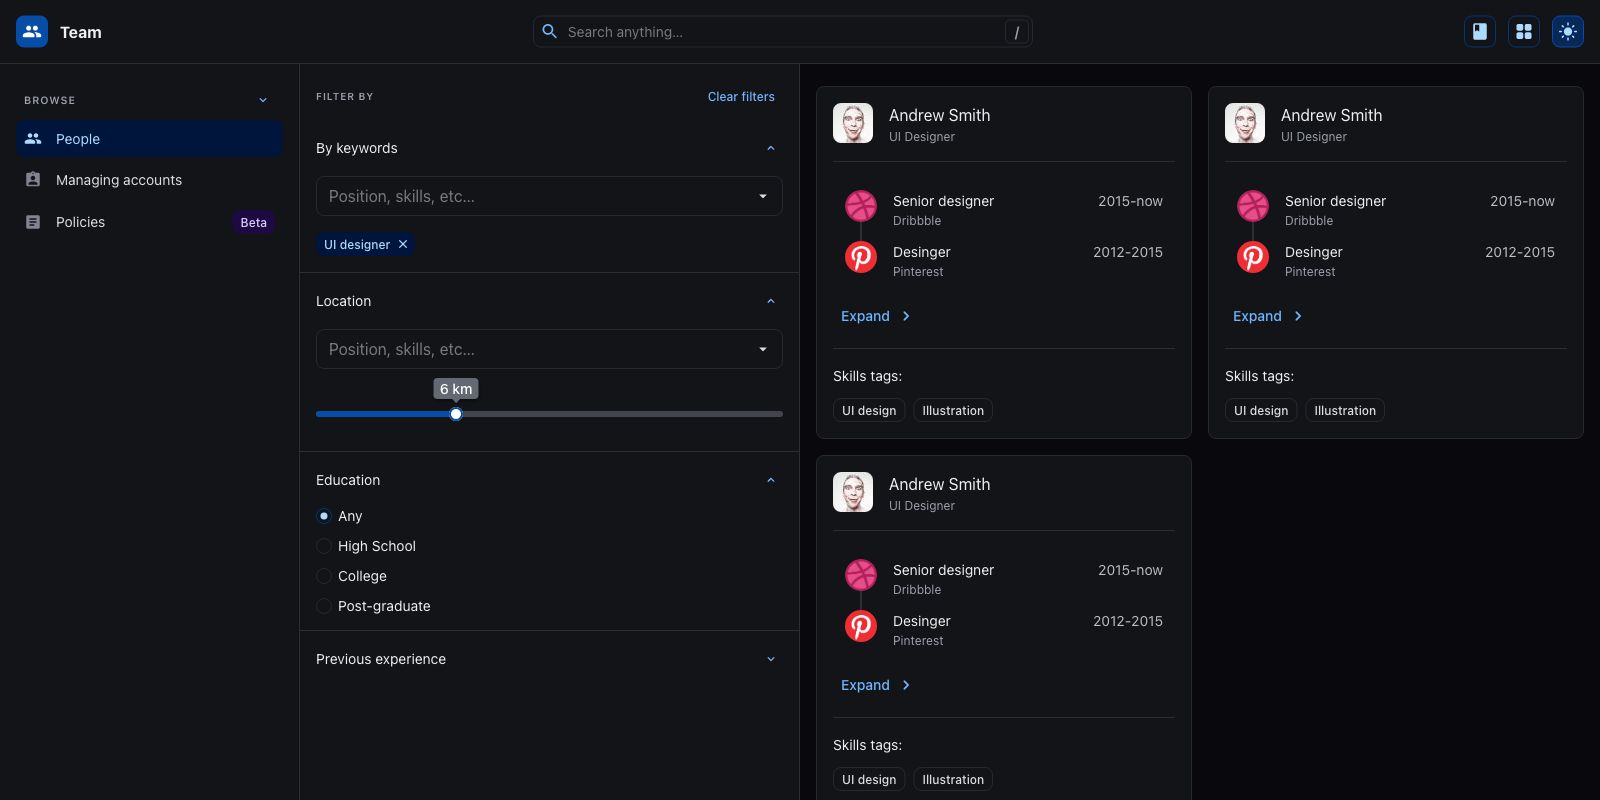 Team
Search anything…
/
BROWSE
People
Managing accounts
Policies
Beta
FILTER BY
Clear filters
By keywords
Position, skills, etc…
UI designer
Location
Position, skills, etc…
6 km
Education
Any
High School
College
Post-graduate
Previous experience
Andrew Smith
UI Designer
Senior designer
2015-now
Dribbble
Desinger
2012-2015
Pinterest
Expand
Skills tags:
UI design
Illustration
Andrew Smith
UI Designer
Senior designer
2015-now
Dribbble
Desinger
2012-2015
Pinterest
Expand
Skills tags:
UI design
Illustration
Andrew Smith
UI Designer
Senior designer
2015-now
Dribbble
Desinger
2012-2015
Pinterest
Expand
Skills tags:
UI design
Illustration